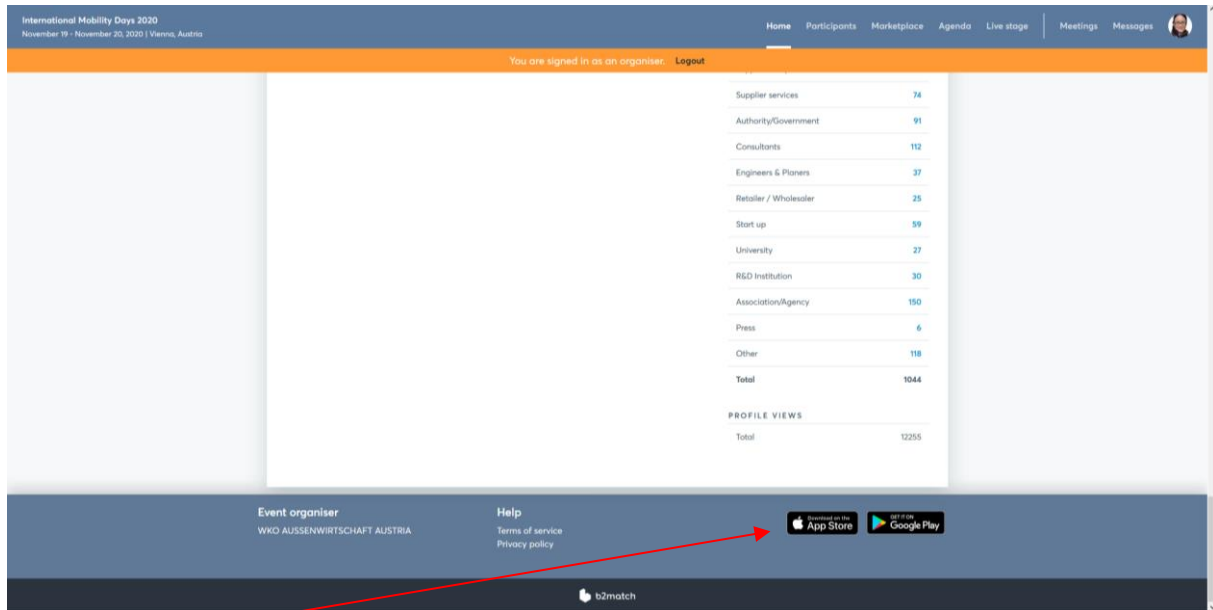 International Mobility Days 2020
November 19 - November 20, 2020 | Vienna, Austria
Home Participants Marketplace Agenda Live stage Meetings Messages
You are signed in as an organiser. Logout
Supplier services 74
Authority/Government 91
Consultants 112
Engineers & Planers 37
Retailer / Wholesaler 25
Start up 59
University 27
R&D Institution 30
Association/Agency 150
Press 6
Other 118
Total 1044
PROFILE VIEWS
Total 12255
Event organiser
WKO AUSSENWIRTSCHAFT AUSTRIA
Help
Terms of service
Privacy policy
Download on the
App Store
GET IT ON
Google Play
b2match